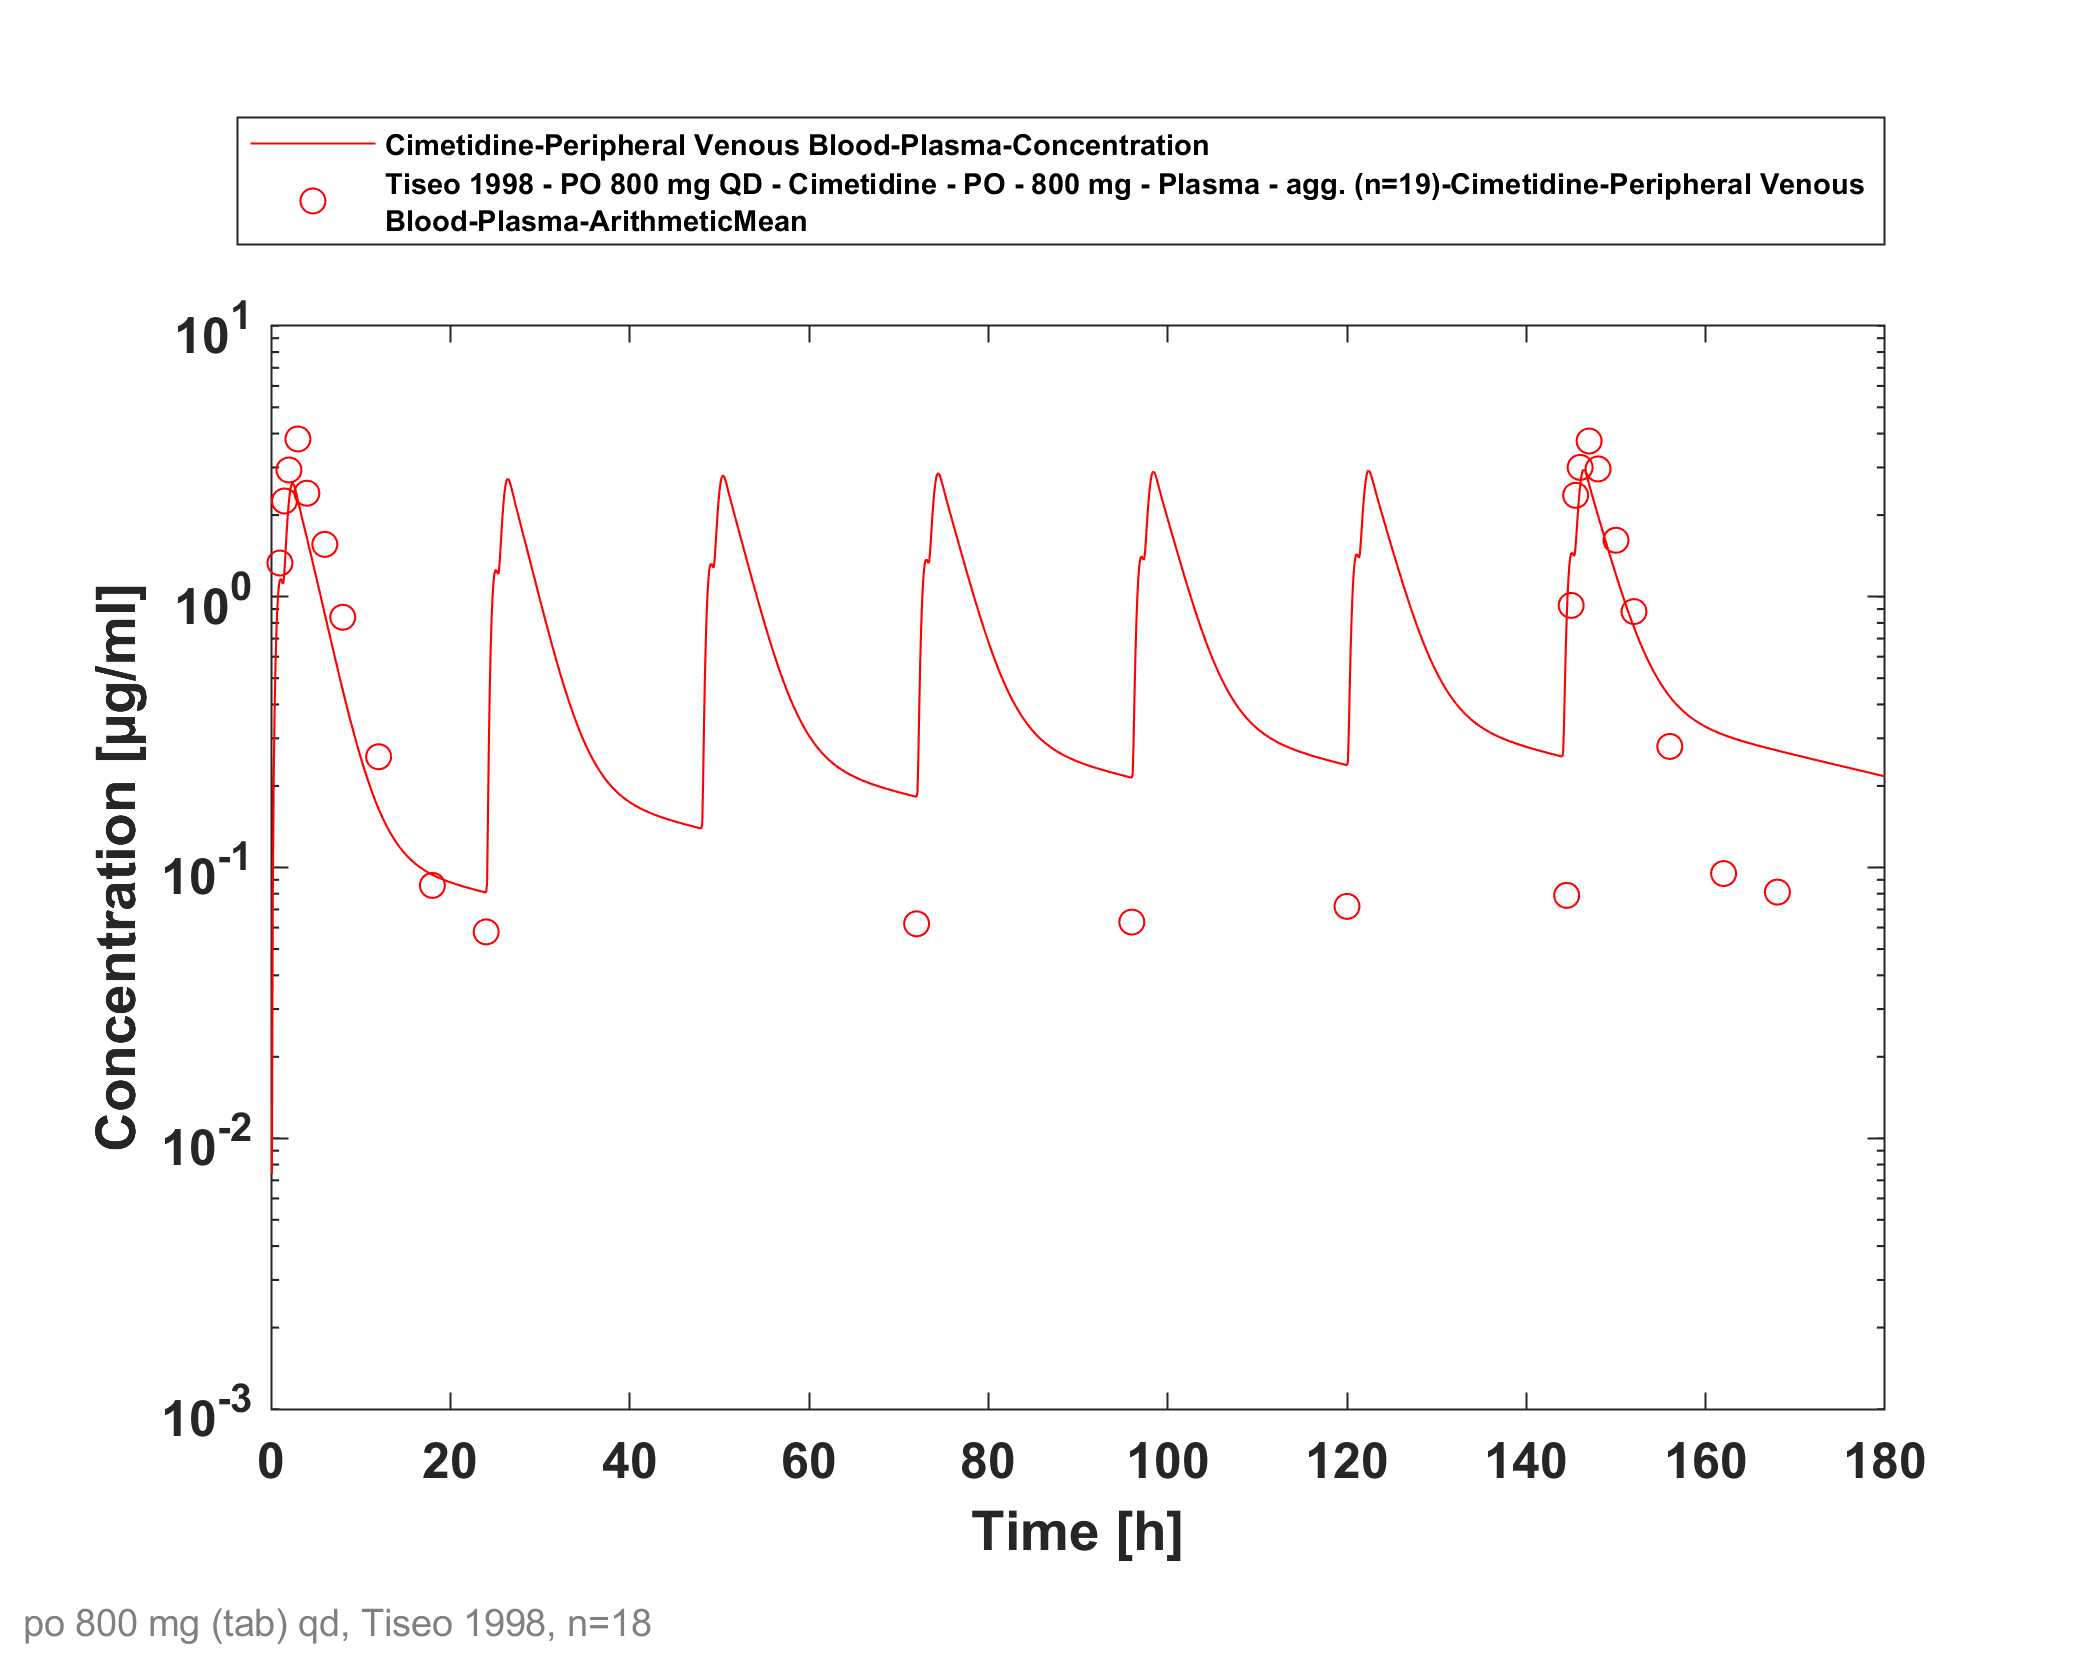 Cimetidine-Peripheral Venous Blood-Plasma-Concentration
Tiseo 1998 - PO 800 mg QD - Cimetidine - PO - 800 mg - Plasma - agg. (n=19)-Cimetidine-Peripheral Venous
Blood-Plasma-ArithmeticMean
10^1
10^0
10^-1
10^-2
10^-3
Concentration [µg/ml]
0 20 40 60 80 100 120 140 160 180
Time [h]
po 800 mg (tab) qd, Tiseo 1998, n=18